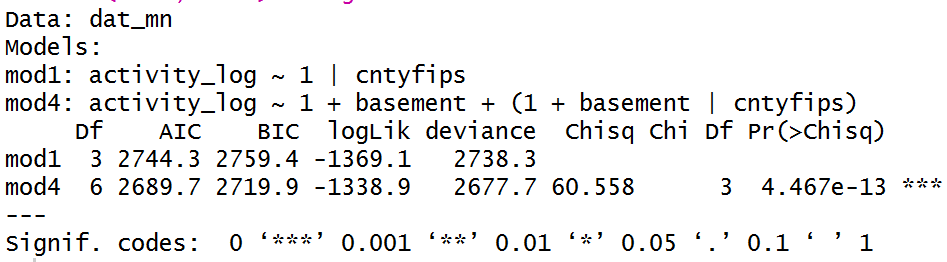 Data: dat_mn
Models:
mod1: activity_log ~ 1 | cntyfips
mod4: activity_log ~ 1 + basement + (1 + basement | cntyfips)
     Df    AIC    BIC  logLik deviance  Chisq Chi Df Pr(>Chisq)
mod1  3 2744.3 2759.4 -1369.1   2738.3
mod4  6 2689.7 2719.9 -1338.9   2677.7 60.558      3  4.467e-13 ***
---
Signif. codes:  0 ‘***’ 0.001 ‘**’ 0.01 ‘*’ 0.05 ‘.’ 0.1 ‘ ’ 1